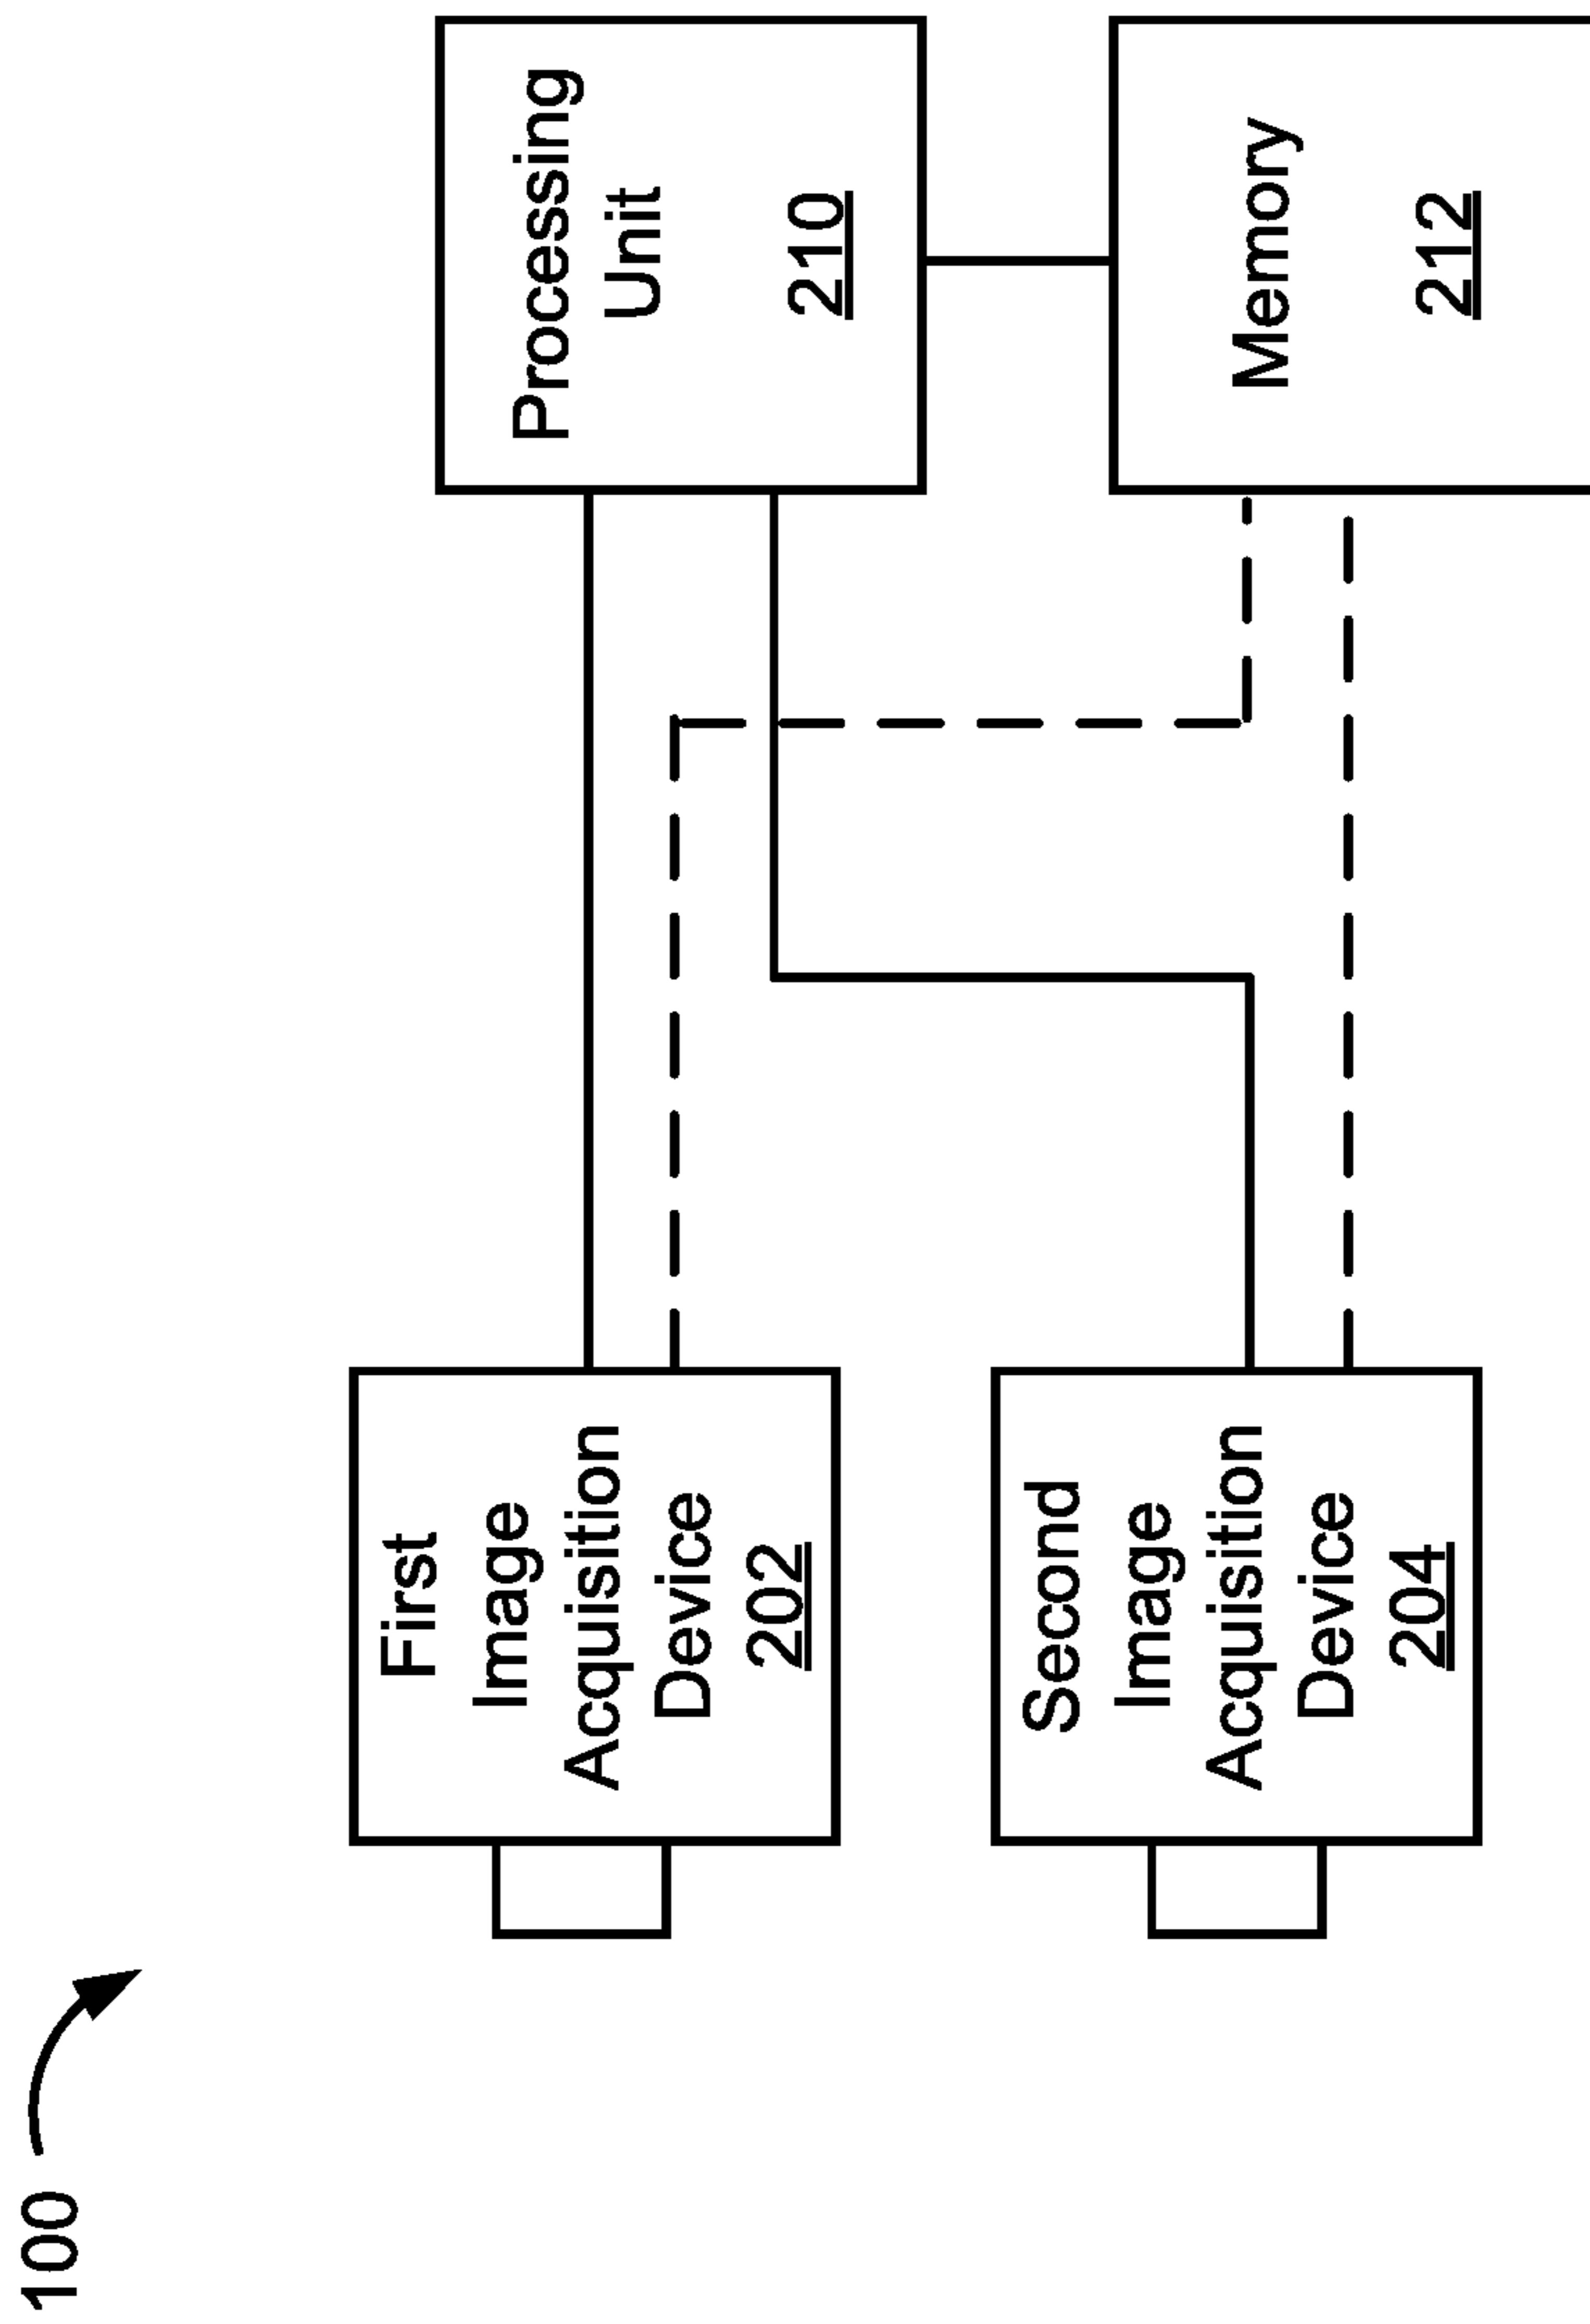 100
First
Image
Acquisition
Device
202
Second
Image
Acquisition
Device
204
Processing
Unit
210
Memory
212